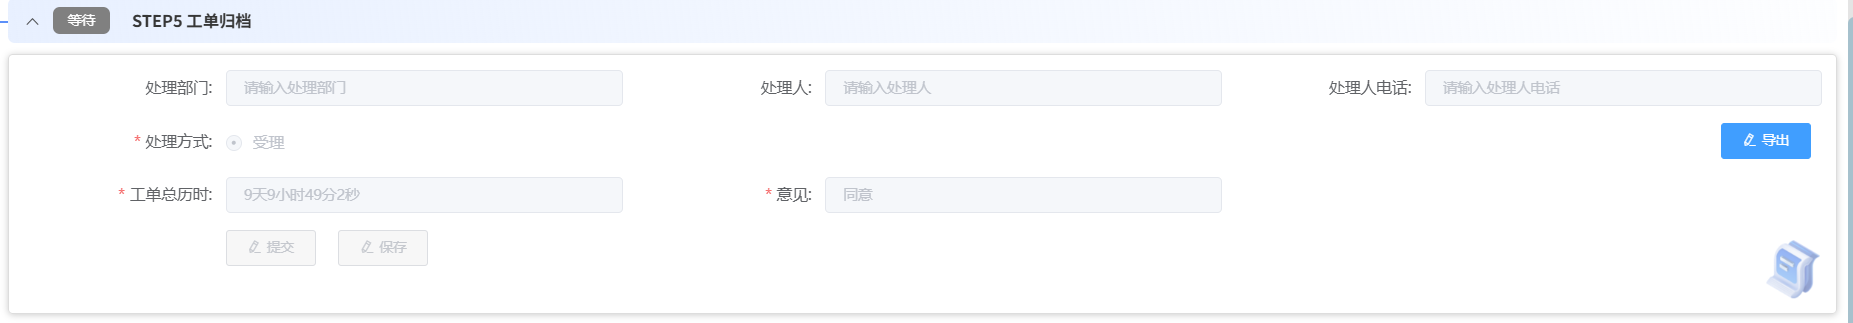 等待 STEP5 工单归档
处理部门: 请输入处理部门 处理人: 请输入处理人 处理人电话: 请输入处理人电话
* 处理方式: 受理 导出
* 工单总历时: 9天9小时49分2秒 * 意见: 同意
提交 保存